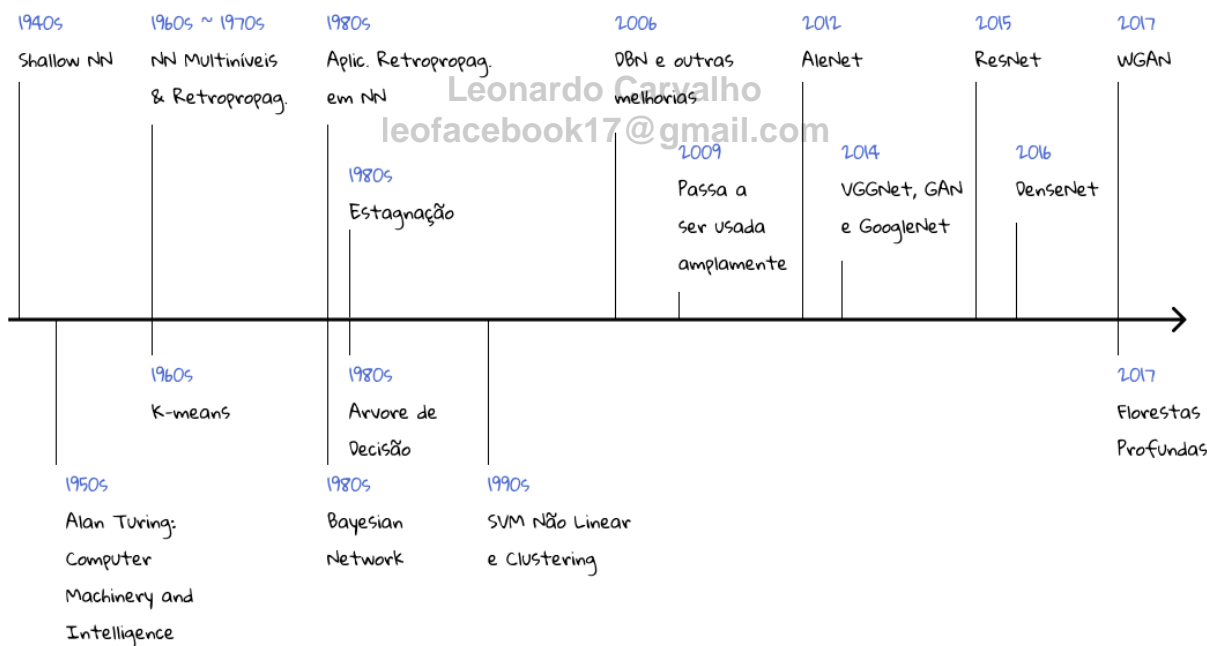 1940s
Shallow NN
1960s ~ 1970s
NN Multiníveis
& Retropropag.
1980s
Aplic. Retropropag.
em NN
2006
DBN e outras
melhorias
2012
AleNet
2015
ResNet
2017
WGAN
Leonardo Carvalho
leofacebook17@gmail.com
1980s
Estagnação
2009
Passa a
ser usada
amplamente
2014
VGGNet, GAN
e GoogleNet
2016
DenseNet
1960s
K-means
1980s
Arvore de
Decisão
2017
Florestas
Profundas
1950s
Alan Turing:
Computer
Machinery and
Intelligence
1980s
Bayesian
Network
1990s
SVM Não Linear
e Clustering